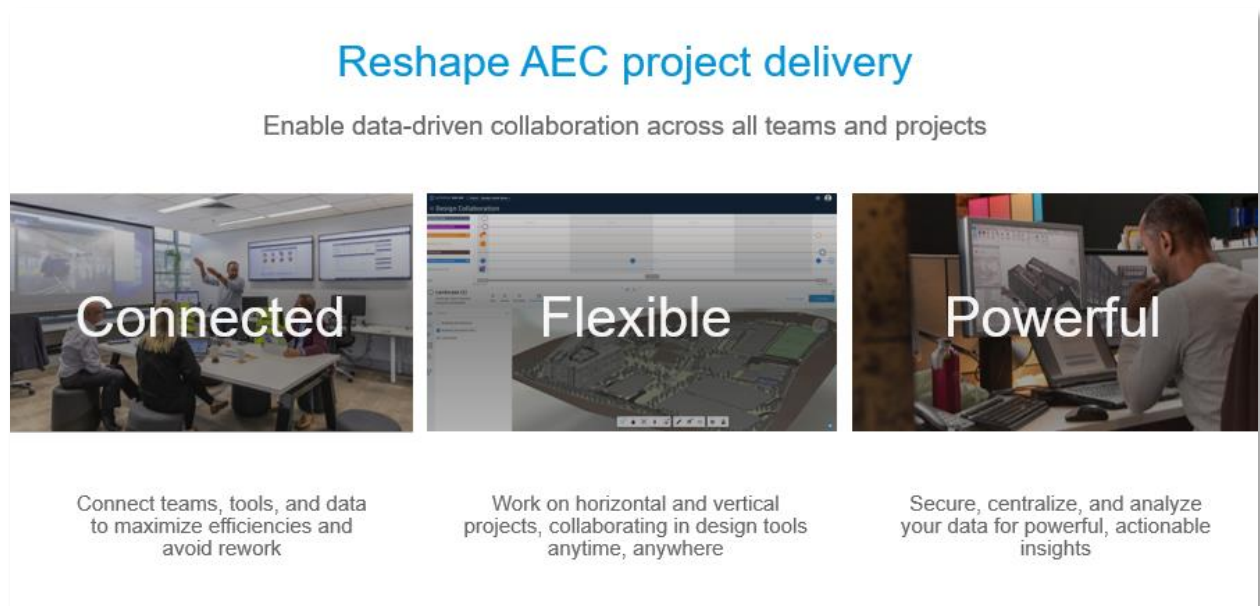 Reshape AEC project delivery
Enable data-driven collaboration across all teams and projects
Connected
Flexible
Powerful
Design Collaboration
Connect teams, tools, and data
to maximize efficiencies and
avoid rework
Work on horizontal and vertical
projects, collaborating in design tools
anytime, anywhere
Secure, centralize, and analyze
your data for powerful, actionable
insights